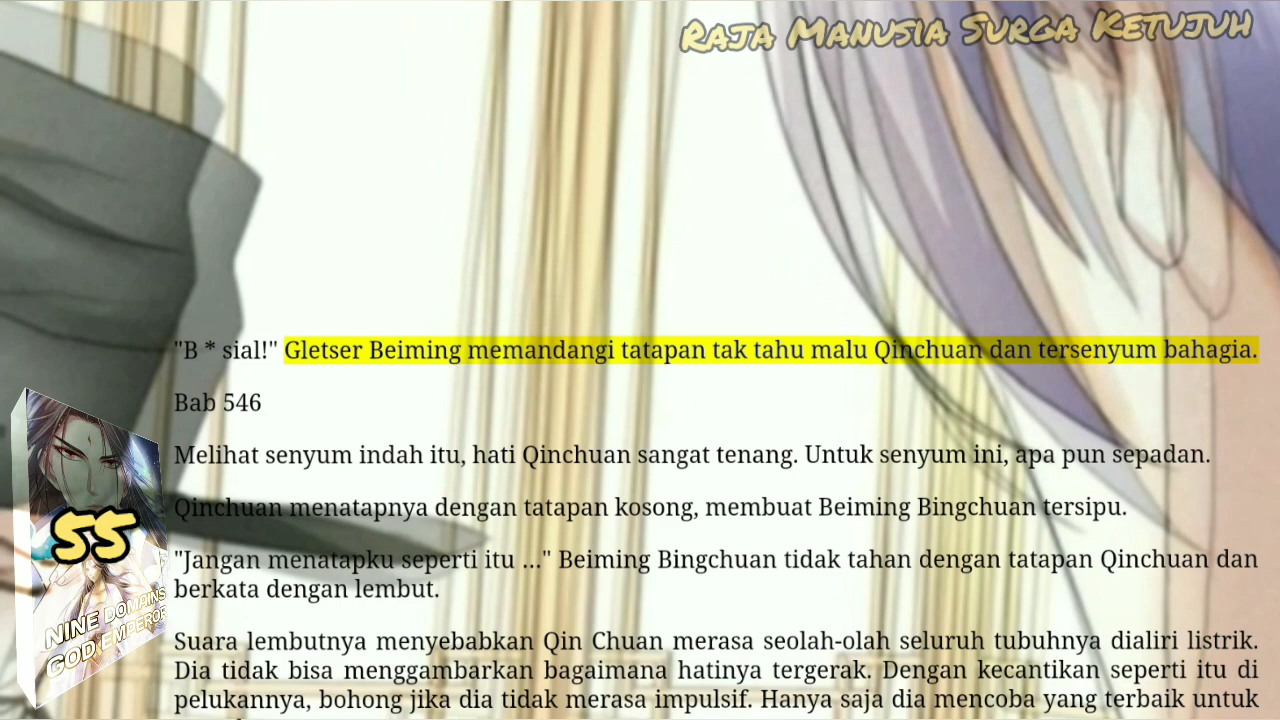 Raja Manusia Surga Ketujuh
"B * sial!" Gletser Beiming memandangi tatapan tak tahu malu Qinchuan dan tersenyum bahagia.
Bab 546
Melihat senyum indah itu, hati Qinchuan sangat tenang. Untuk senyum ini, apa pun sepadan.
Qinchuan menatapnya dengan tatapan kosong, membuat Beiming Bingchuan tersipu.
"Jangan menatapku seperti itu ..." Beiming Bingchuan tidak tahan dengan tatapan Qinchuan dan
berkata dengan lembut.
Suara lembutnya menyebabkan Qin Chuan merasa seolah-olah seluruh tubuhnya dialiri listrik.
Dia tidak bisa menggambarkan bagaimana hatinya tergerak. Dengan kecantikan seperti itu di
pelukannya, bohong jika dia tidak merasa impulsif. Hanya saja dia mencoba yang terbaik untuk
SS
NINE DOMAINS
GOD EMPEROR